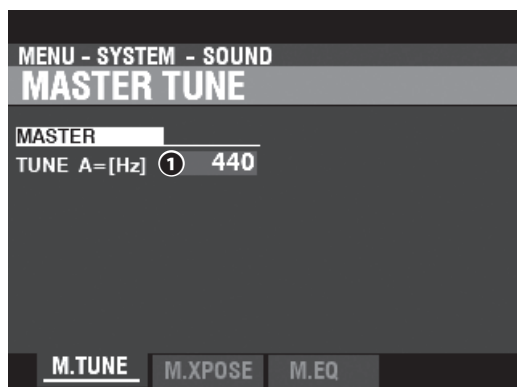 MENU - SYSTEM - SOUND
MASTER TUNE
MASTER
TUNE A=[Hz] ① 440
M.TUNE M.XPOSE M.EQ